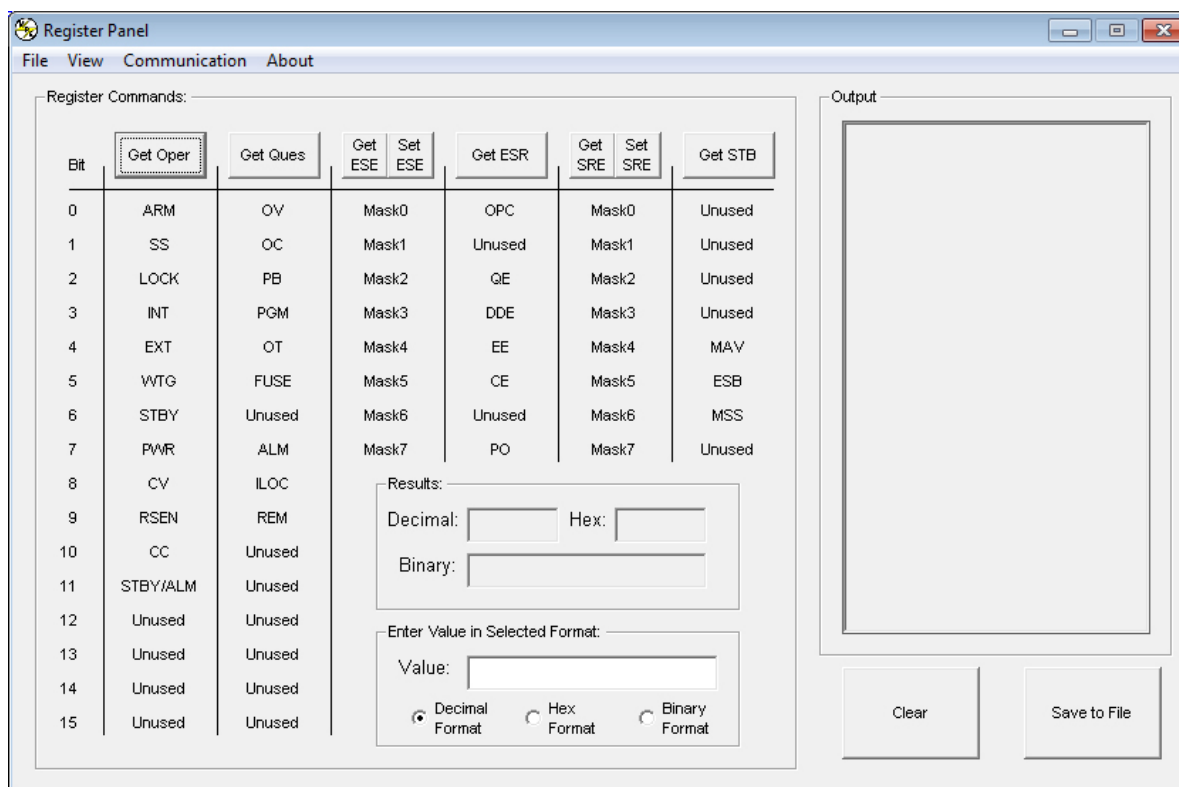 Register Panel
File View Communication About
Register Commands:
Output
Bit Get Oper Get Ques Get ESE Set ESE Get ESR Get SRE Set SRE Get STB
0 ARM OV Mask0 OPC Mask0 Unused
1 SS OC Mask1 Unused Mask1 Unused
2 LOCK PB Mask2 QE Mask2 Unused
3 INT PGM Mask3 DDE Mask3 Unused
4 EXT OT Mask4 EE Mask4 MAV
5 WTG FUSE Mask5 CE Mask5 ESB
6 STBY Unused Mask6 Unused Mask6 MSS
7 PWR ALM Mask7 PO Mask7 Unused
8 CV ILOC
9 RSEN REM
10 CC Unused
11 STBY/ALM Unused
12 Unused Unused
13 Unused Unused
14 Unused Unused
15 Unused Unused
Results:
Decimal: Hex:
Binary:
Enter Value in Selected Format:
Value:
Decimal Format Hex Format Binary Format
Clear Save to File